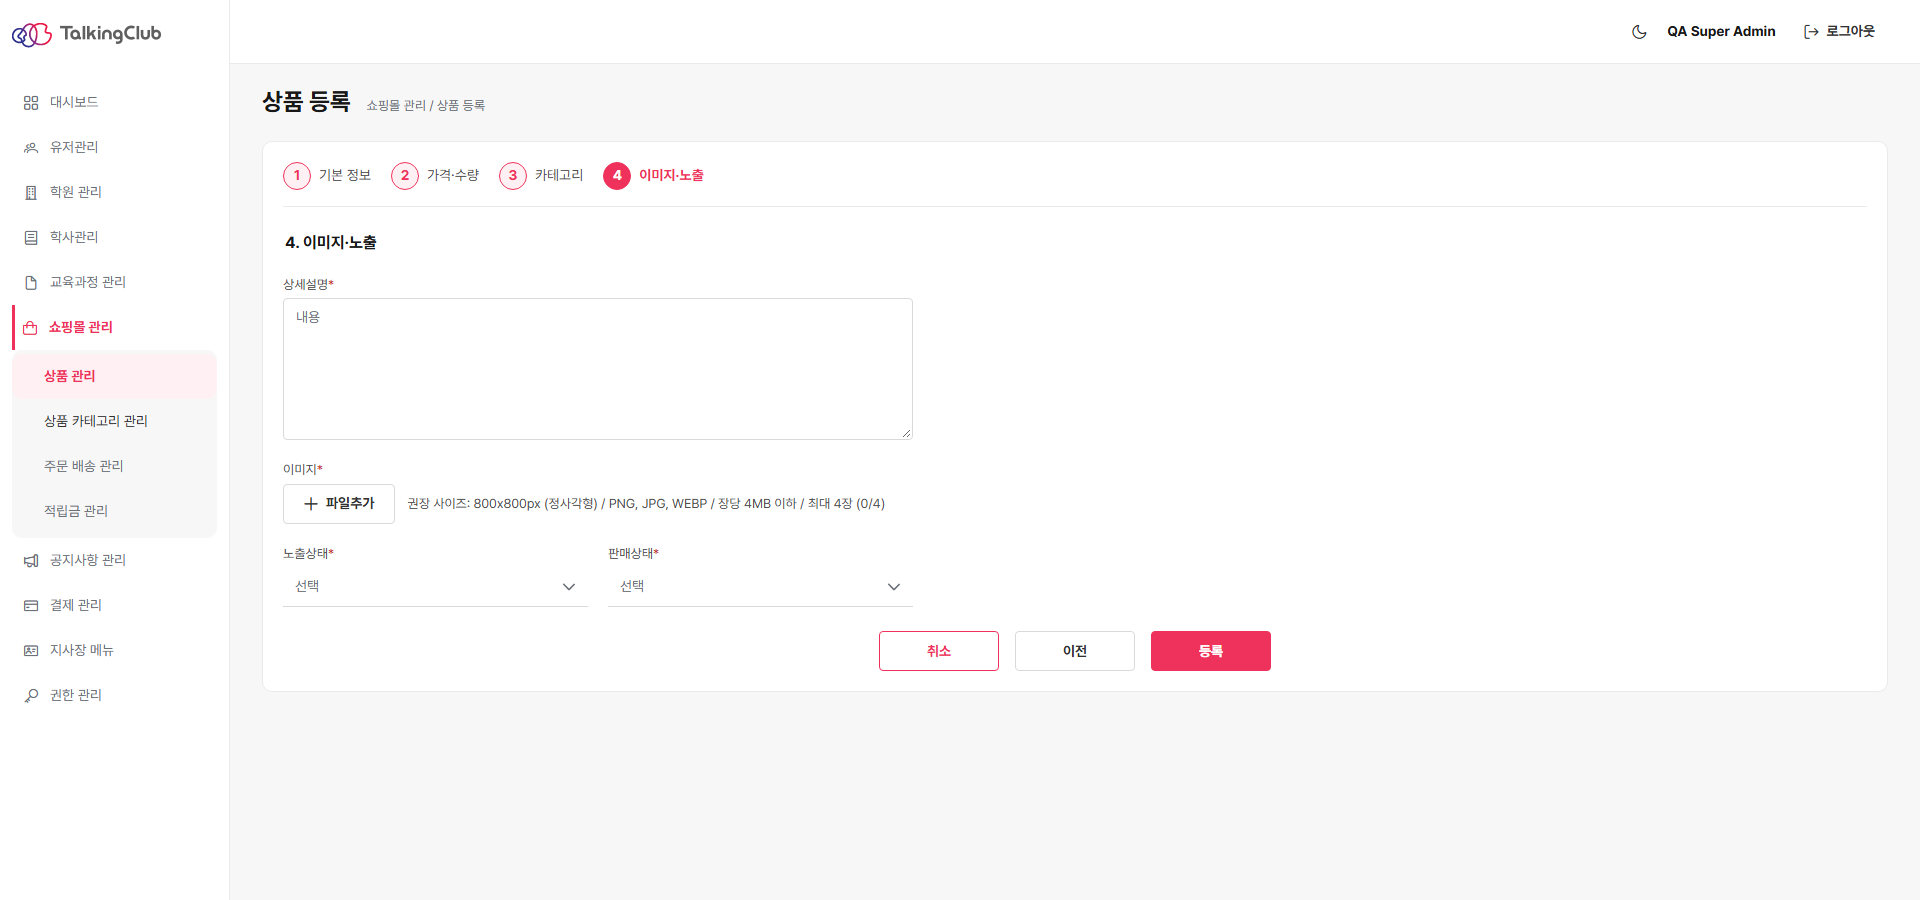 TalkingClub
QA Super Admin
로그아웃
대시보드
유저관리
학원 관리
학사관리
교육과정 관리
쇼핑몰 관리
상품 관리
상품 카테고리 관리
주문 배송 관리
적립금 관리
공지사항 관리
결제 관리
지사장 메뉴
권한 관리
상품 등록 쇼핑몰 관리 / 상품 등록
1 기본 정보 2 가격·수량 3 카테고리 4 이미지·노출
4. 이미지·노출
상세설명*
내용
이미지*
파일추가 권장 사이즈: 800x800px (정사각형) / PNG, JPG, WEBP / 장당 4MB 이하 / 최대 4장 (0/4)
노출상태* 판매상태*
선택 선택
취소 이전 등록